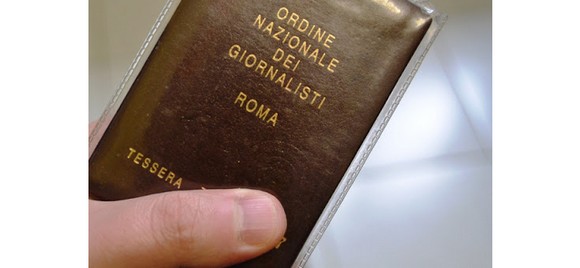 ORDINE
NAZIONALE
DEI
GIORNALISTI
ROMA
TESSERA